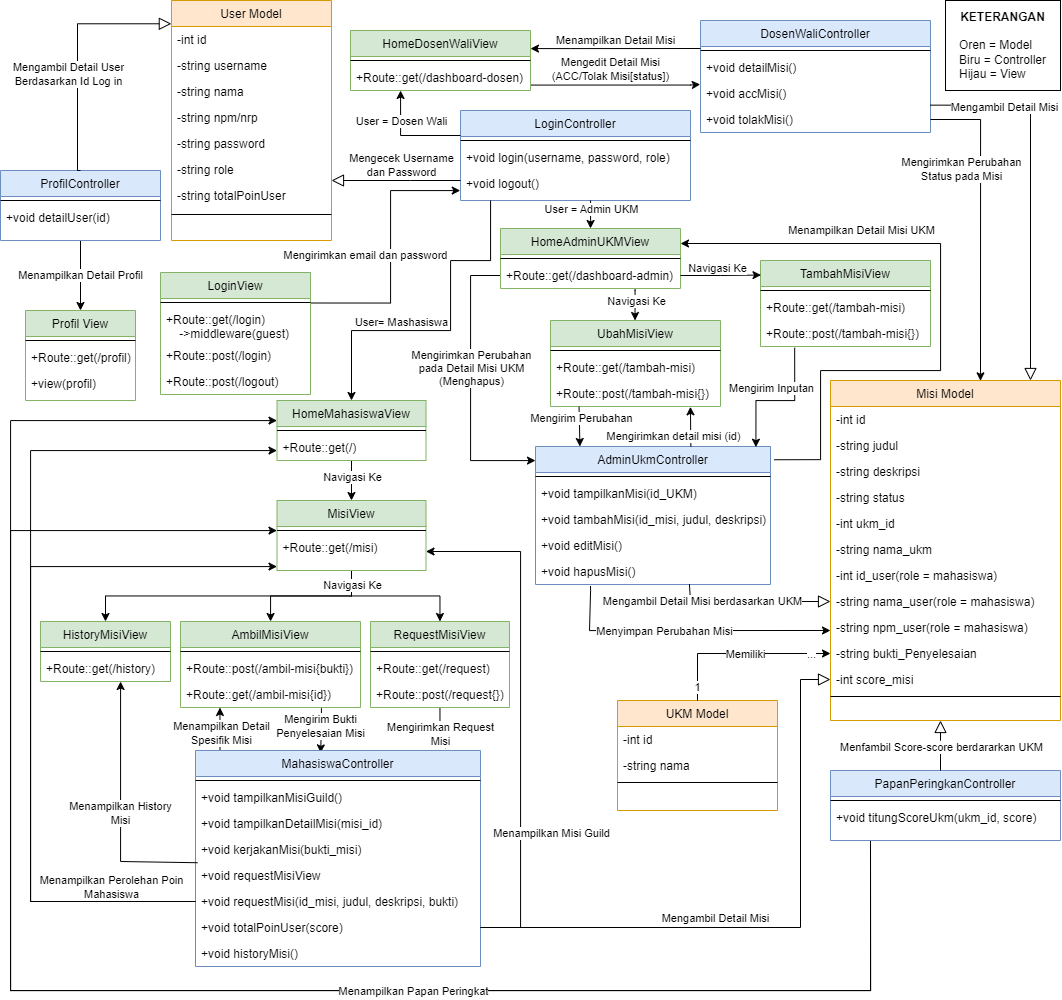 User Model
-int id
-string username
-string nama
-string npm/nrp
-string password
-string role
-string totalPoinUser
Mengambil Detail User
Berdasarkan Id Log in
ProfilController
+void detailUser(id)
Menampilkan Detail Profil
Profil View
+Route::get(/profil)
+view(profil)
HomeDosenWaliView
+Route::get(/dashboard-dosen)
Menampilkan Detail Misi
Mengedit Detail Misi
(ACC/Tolak Misi[status])
DosenWaliController
+void detailMisi()
+void accMisi()
+void tolakMisi()
KETERANGAN
Oren = Model
Biru = Controller
Hijau = View
Mengambil Detail Misi
Mengirimkan Perubahan
Status pada Misi
User = Dosen Wali
LoginController
+void login(username, password, role)
+void logout()
Mengecek Username
dan Password
User = Admin UKM
Mengirimkan email dan password
LoginView
+Route::get(/login)
->middleware(guest)
+Route::post(/login)
+Route::post(/logout)
User= Mashasiswa
HomeAdminUKMView
+Route::get(/dashboard-admin)
Menampilkan Detail Misi UKM
Navigasi Ke
TambahMisiView
+Route::get(/tambah-misi)
+Route::post(/tambah-misi{})
Navigasi Ke
UbahMisiView
+Route::get(/tambah-misi)
+Route::post(/tambah-misi{})
Mengirimkan Perubahan
pada Detail Misi UKM
(Menghapus)
Mengirim Inputan
Mengirim Perubahan
Mengirimkan detail misi (id)
AdminUkmController
+void tampilkanMisi(id_UKM)
+void tambahMisi(id_misi, judul, deskripsi)
+void editMisi()
+void hapusMisi()
Misi Model
-int id
-string judul
-string deskripsi
-string status
-int ukm_id
-string nama_ukm
-int id_user(role = mahasiswa)
-string nama_user(role = mahasiswa)
-string npm_user(role = mahasiswa)
-string bukti_Penyelesaian
-int score_misi
Mengambil Detail Misi berdasarkan UKM
Menyimpan Perubahan Misi
Memiliki
...
1
UKM Model
-int id
-string nama
Menfambil Score-score berdararkan UKM
PapanPeringkanController
+void titungScoreUkm(ukm_id, score)
HomeMahasiswaView
+Route::get(/)
Navigasi Ke
MisiView
+Route::get(/misi)
Navigasi Ke
HistoryMisiView
+Route::get(/history)
AmbilMisiView
+Route::post(/ambil-misi{bukti})
+Route::get(/ambil-misi{id})
RequestMisiView
+Route::get(/request)
+Route::post(/request{})
Menampilkan Detail
Spesifik Misi
Mengirim Bukti
Penyelesaian Misi
Mengirimkan Request
Misi
MahasiswaController
+void tampilkanMisiGuild()
+void tampilkanDetailMisi(misi_id)
+void kerjakanMisi(bukti_misi)
+void requestMisiView
+void requestMisi(id_misi, judul, deskripsi, bukti)
+void totalPoinUser(score)
+void historyMisi()
Menampilkan History
Misi
Menampilkan Perolehan Poin
Mahasiswa
Menampilkan Misi Guild
Mengambil Detail Misi
Menampilkan Papan Peringkat